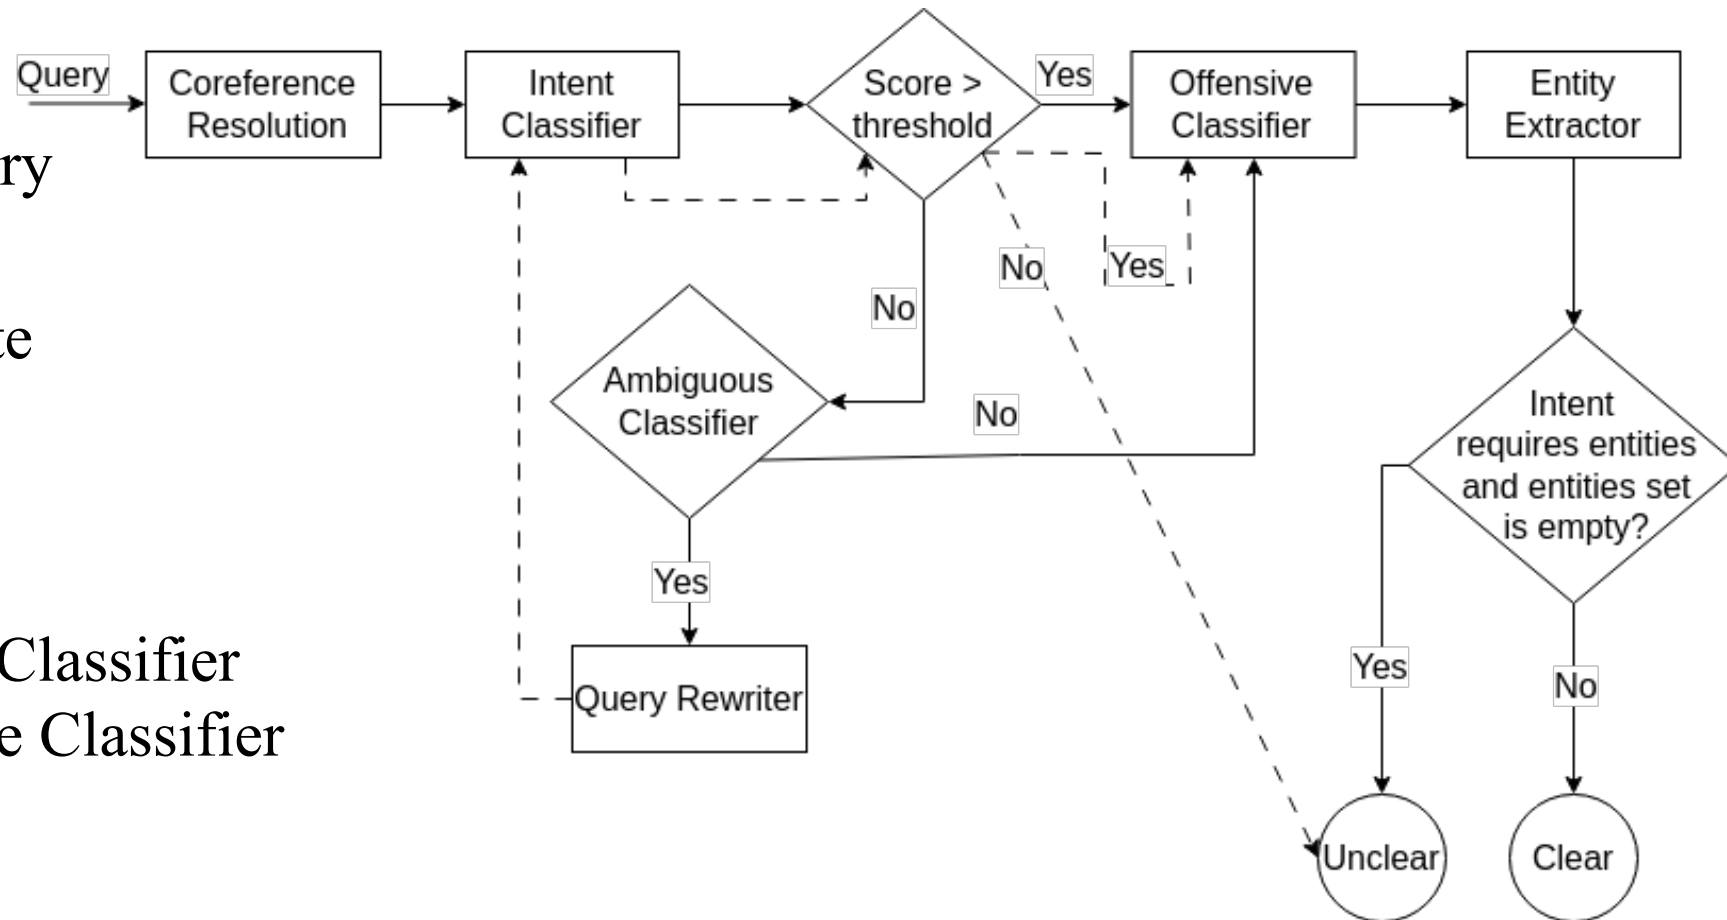 Query
Coreference
Resolution
Intent
Classifier
Score >
threshold
Yes
Offensive
Classifier
Entity
Extractor
ry
te
No
Yes
No
Ambiguous
Classifier
No
Intent
requires entities
and entities set
is empty?
Yes
Query Rewriter
Yes
No
Classifier
e Classifier
Unclear
Clear